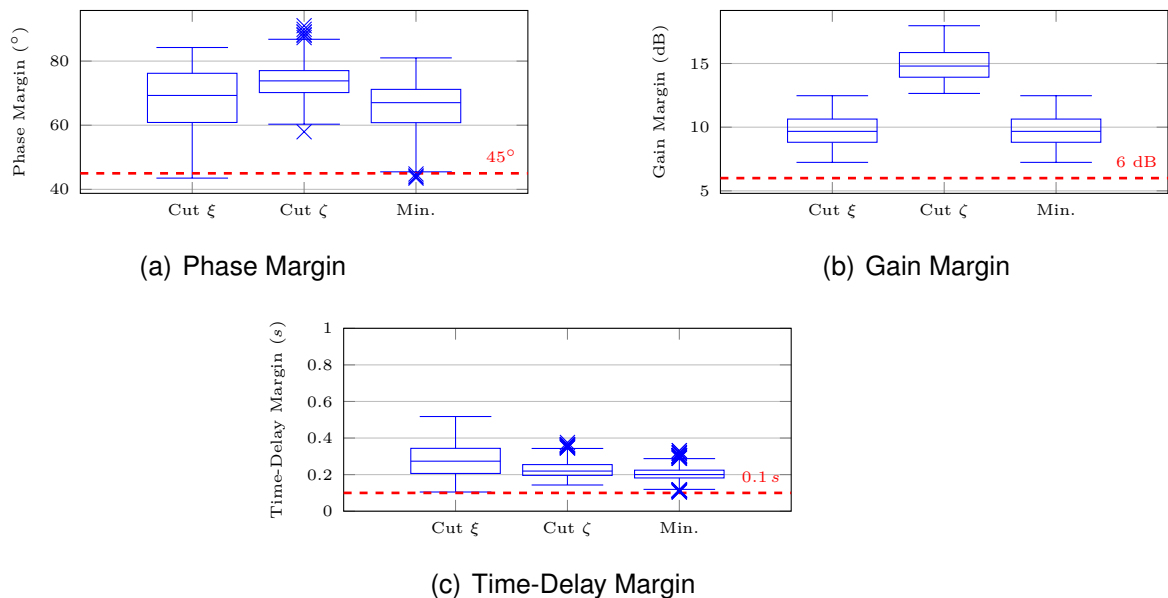 Phase Margin (°)
80
60
40
45°
Cut ξ
Cut ζ
Min.
(a) Phase Margin
Gain Margin (dB)
15
10
5
6 dB
Cut ξ
Cut ζ
Min.
(b) Gain Margin
Time-Delay Margin (s)
1
0.8
0.6
0.4
0.2
0
0.1 s
Cut ξ
Cut ζ
Min.
(c) Time-Delay Margin